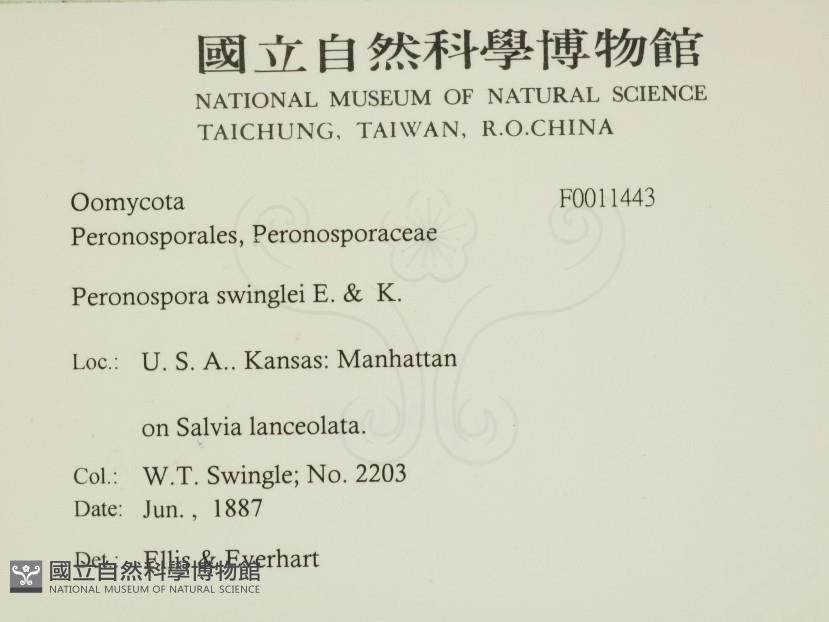 國立自然科學博物館
NATIONAL MUSEUM OF NATURAL SCIENCE
TAICHUNG, TAIWAN, R.O.CHINA
Oomycota F0011443
Peronosporales, Peronosporaceae
Peronospora swinglei E. & K.
Loc.: U. S. A.. Kansas: Manhattan
on Salvia lanceolata.
Col.: W.T. Swingle; No. 2203
Date: Jun. , 1887
Det.: Ellis & Everhart
國立自然科學博物館
NATIONAL MUSEUM OF NATURAL SCIENCE